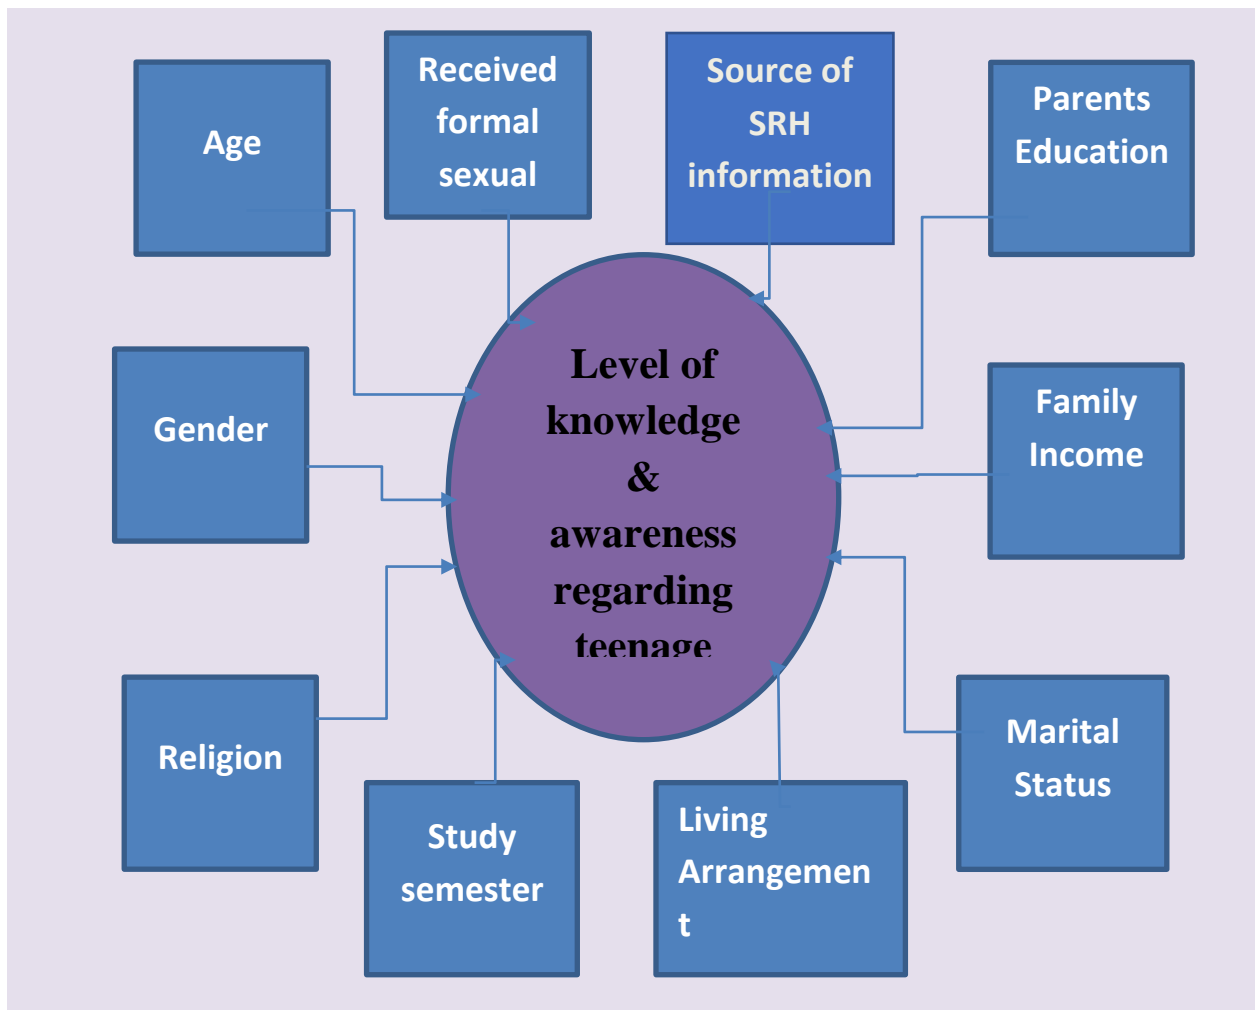 Received
formal
sexual
Source of
SRH
information
Parents
Education
Age
Level of
knowledge
&
awareness
regarding
teenage
Gender
Family
Income
Religion
Marital
Status
Study
semester
Living
Arrangemen
t